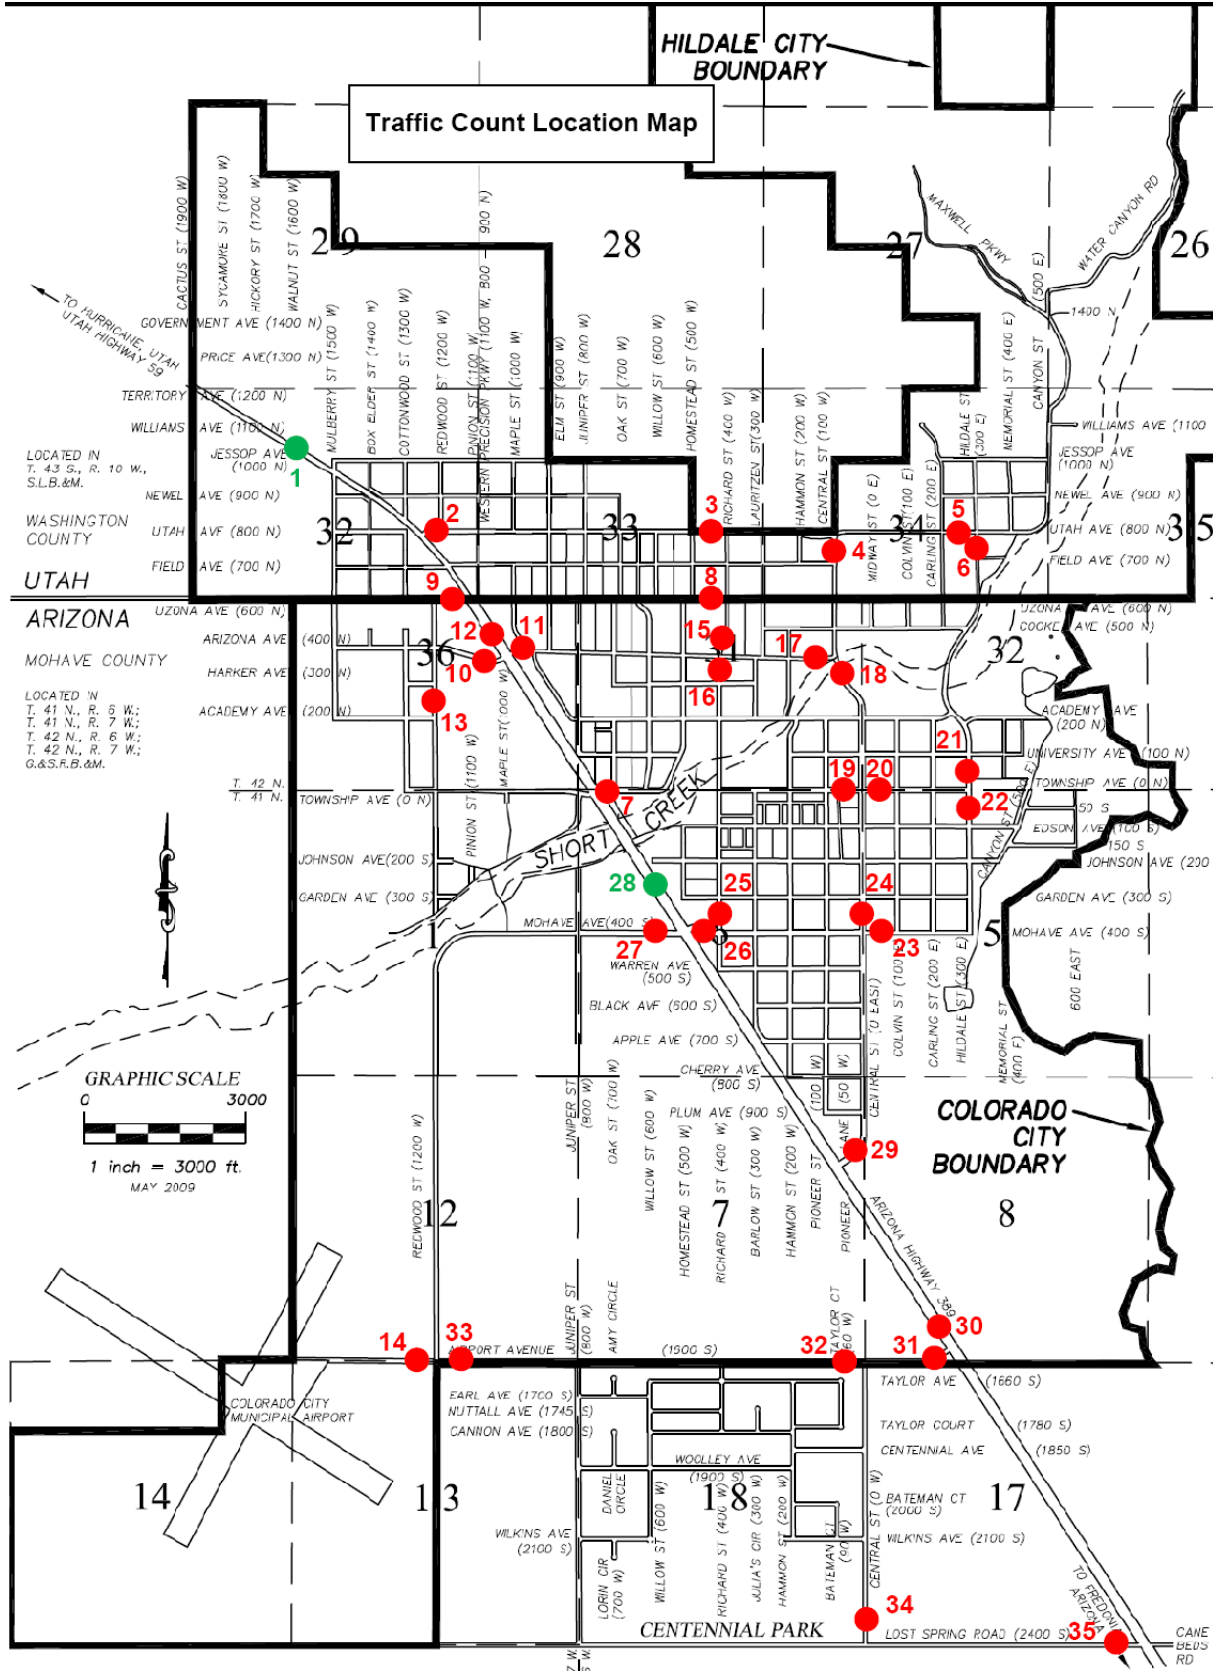 HILDALE CITY
BOUNDARY
Traffic Count Location Map
CACTUS ST (1900 W)
SYCAMORE ST (1800 W)
HICKORY ST (1700 W)
WALNUT ST (1600 W)
29
28
27
26
MAXWELL PKWY
WATER CANYON RD
TO HURRICANE, UTAH
UTAH HIGHWAY 59
GOVERNMENT AVE (1400 N)
PRICE AVE(1300 N)
TERRITORY AVE (1200 N)
WILLIAMS AVE (1100 N)
JESSOP AVE
(1000 N)
NEWEL AVE (900 N)
UTAH AVE (800 N)
FIELD AVE (700 N)
MULBERRY ST (1500 W)
BOX ELDER ST (1400 W)
COTTONWOOD ST (1300 W)
REDWOOD ST (1200 W)
PINION ST (1100 W)
WESTERN PRECISION PKWY (1100 W, 800 - 900 N)
MAPLE ST (1000 W)
ELM ST (900 W)
JUNIPER ST (800 W)
OAK ST (700 W)
WILLOW ST (600 W)
HOMESTEAD ST (500 W)
RICHARD ST (400 W)
LAURITZEN ST(300 W)
HAMMON ST (200 W)
CENTRAL ST (100 W)
MIDWAY ST (0 E)
COLVIN ST (100 E)
CARLING ST (200 E)
HILDALE ST
(300 E)
MEMORIAL ST (400 E)
CANYON ST
(500 E)
1400 N
WILLIAMS AVE (1100
JESSOP AVE
(1000 N)
NEWEL AVE (900 N)
UTAH AVE (800 N)
FIELD AVE (700 N)
LOCATED IN
T. 43 S., R. 10 W.,
S.L.B.&M.
WASHINGTON
COUNTY
UTAH
ARIZONA
MOHAVE COUNTY
LOCATED IN
T. 41 N., R. 6 W.;
T. 41 N., R. 7 W.;
T. 42 N., R. 6 W.;
T. 42 N., R. 7 W.;
G.&S.R.B.&M.
32
33
34
35
1
2
3
4
5
6
9
8
UZONA AVE (600 N)
ARIZONA AVE (400 N)
HARKER AVE (300 N)
ACADEMY AVE (200 N)
UZONA AVE (600 N)
COOKE AVE (500 N)
36
31
32
12
11
10
13
15
16
17
18
MAPLE ST(1000 W)
PINION ST (1100 W)
ACADEMY AVE
(200 N)
UNIVERSITY AVE (100 N)
TOWNSHIP AVE (0 N)
50 S
EDSON AVE(100 S)
150 S
JOHNSON AVE (200
GARDEN AVE (300 S)
MOHAVE AVE (400 S)
T. 42 N.
T. 41 N.
TOWNSHIP AVE (0 N)
JOHNSON AVE(200 S)
GARDEN AVE (300 S)
MOHAVE AVE(400 S)
SHORT CREEK
CANYON ST (500 E)
7
19
20
21
22
28
25
24
27
26
23
1
6
5
WARREN AVE
(500 S)
BLACK AVE (600 S)
APPLE AVE (700 S)
CHERRY AVE
(800 S)
PLUM AVE (900 S)
(100 W)
(50 W)
CENTRAL ST (0 EAST)
COLVIN ST (100 E)
CARLING ST (200 E)
HILDALE ST (300 E)
MEMORIAL ST
(400 E)
600 EAST
GRAPHIC SCALE
0 3000
1 inch = 3000 ft.
MAY 2009
COLORADO
CITY
BOUNDARY
REDWOOD ST (1200 W)
JUNIPER ST
(800 W)
OAK ST (700 W)
WILLOW ST (600 W)
HOMESTEAD ST (500 W)
RICHARD ST (400 W)
BARLOW ST (300 W)
HAMMON ST (200 W)
PIONEER ST
PIONEER LANE
29
ARIZONA HIGHWAY 389
12
7
8
JUNIPER ST
(800 W)
AMY CIRCLE
TAYLOR CT
(60 W)
14
33
32
31
30
AIRPORT AVENUE
(1500 S)
COLORADO CITY
MUNICIPAL AIRPORT
EARL AVE (1700 S)
NUTTALL AVE (1745 S)
CANNON AVE (1800 S)
TAYLOR AVE (1660 S)
TAYLOR COURT (1780 S)
CENTENNIAL AVE (1850 S)
WOOLLEY AVE
(1900 S)
BATEMAN CT
(2000 S)
WILKINS AVE (2100 S)
14
13
18
17
WILKINS AVE
(2100 S)
DANIEL
CIRCLE
LORIN CIR
(700 W)
WILLOW ST (600 W)
RICHARD ST (400 W)
JULIA'S CIR (300 W)
HAMMON ST (200 W)
BATEMAN CT
(90 W)
CENTRAL ST (0 W)
TO FREDONIA
ARIZONA
34
CENTENNIAL PARK
LOST SPRING ROAD (2400 S)
35
CANE
BEDS
RD